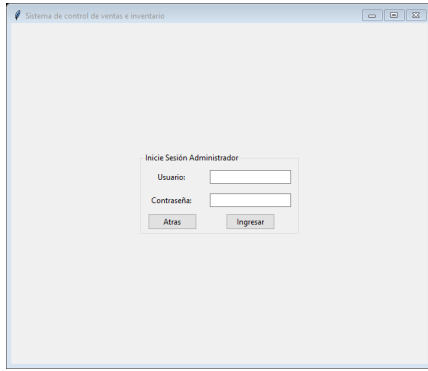 Sistema de control de ventas e inventario
Inicie Sesión Administrador
Usuario:
Contraseña:
Atras Ingresar